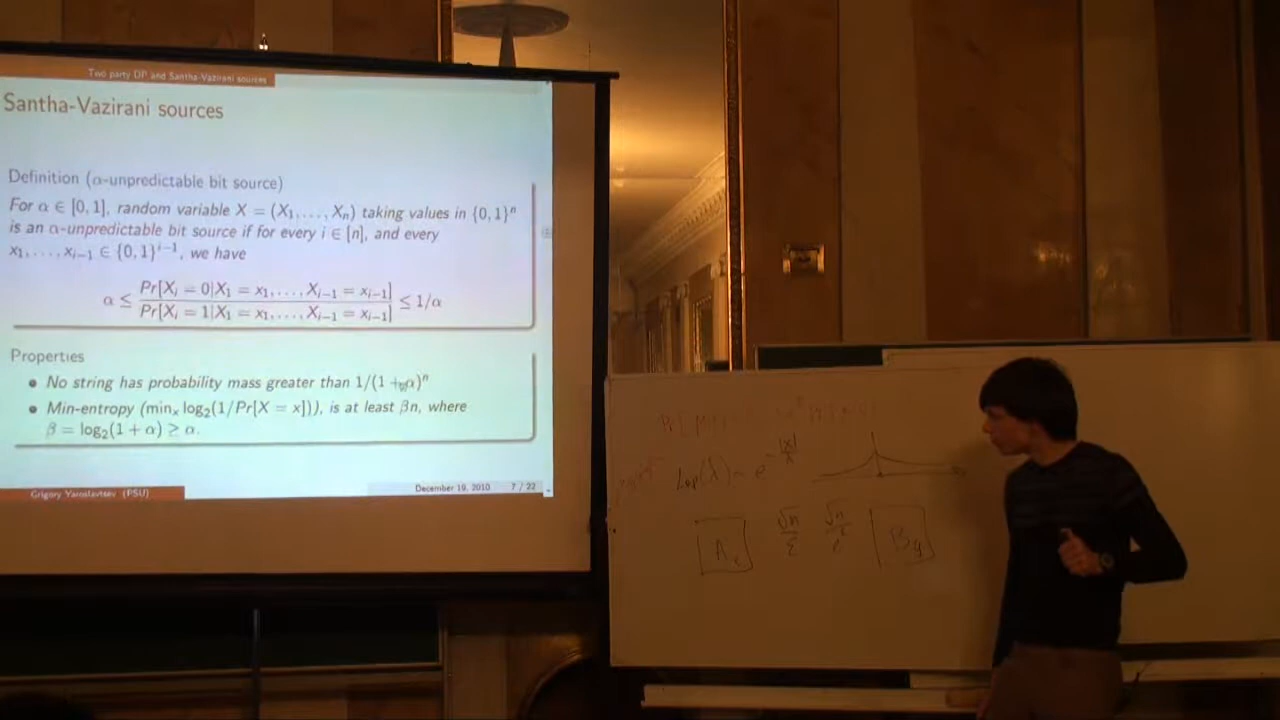 Two party DP and Santha-Vazirani sources
Santha-Vazirani sources
Definition (α-unpredictable bit source)
For α ∈ [0, 1], random variable X = (X₁, . . . , Xₙ) taking values in {0, 1}ⁿ
is an α-unpredictable bit source if for every i ∈ [n], and every
x₁, . . . , xᵢ₋₁ ∈ {0, 1}ⁱ⁻¹, we have
α ≤ Pr[Xᵢ = 0|X₁ = x₁, . . . , Xᵢ₋₁ = xᵢ₋₁] / Pr[Xᵢ = 1|X₁ = x₁, . . . , Xᵢ₋₁ = xᵢ₋₁] ≤ 1/α
Properties
No string has probability mass greater than 1/(1 + α)ⁿ
Min-entropy (minₓ log₂(1/Pr[X = x])), is at least βn, where
β = log₂(1 + α) ≥ α.
Grigory Yaroslavtsev (PSU)
December 19, 2010 7 / 22
Lap(λ) ~ e^(-|x|/λ)
Aₓ √n/ε B_y